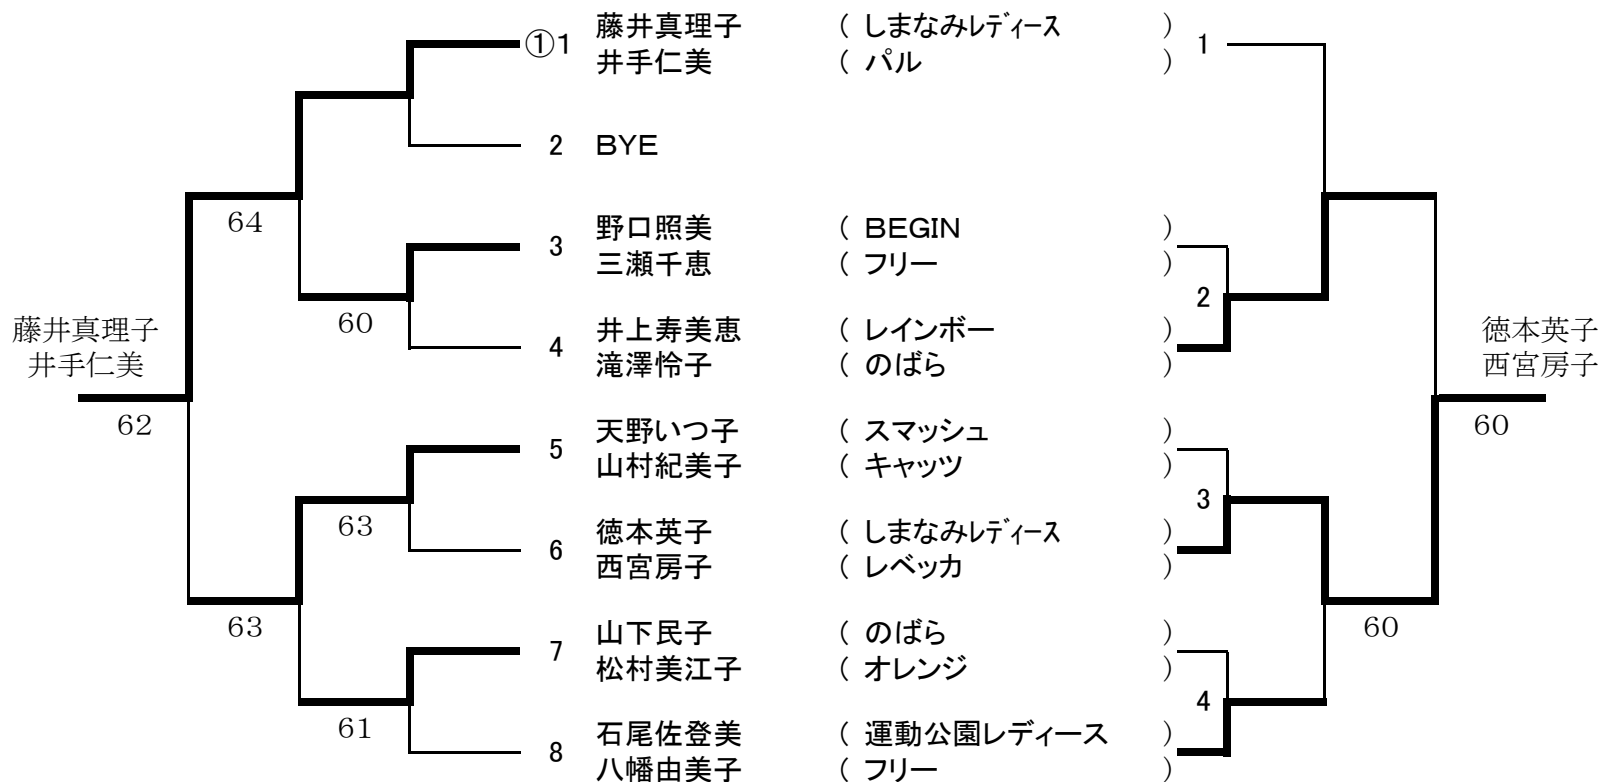 ①1 藤井真理子 ( しまなみレディース ) 1
井手仁美 ( パル )
2 BYE
64
3 野口照美 ( BEGIN )
三瀬千恵 ( フリー )
2
60
4 井上寿美恵 ( レインボー )
滝澤怜子 ( のばら )
藤井真理子
井手仁美
62
徳本英子
西宮房子
60
5 天野いつ子 ( スマッシュ )
山村紀美子 ( キャッツ )
63
3
6 徳本英子 ( しまなみレディース )
西宮房子 ( レベッカ )
63
60
7 山下民子 ( のばら )
松村美江子 ( オレンジ )
61
4
8 石尾佐登美 ( 運動公園レディース )
八幡由美子 ( フリー )